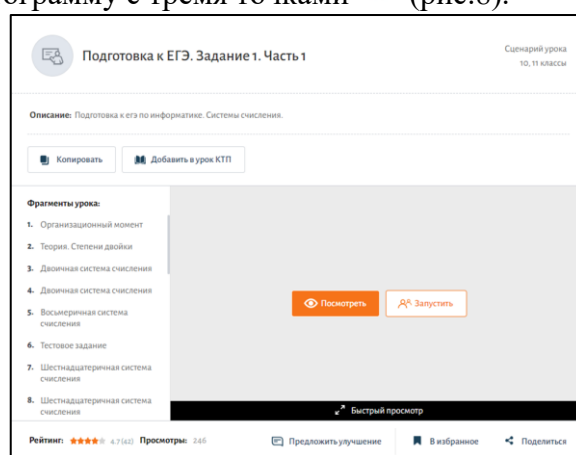 с тремя точками (рис.8).
Подготовка к ЕГЭ. Задание 1. Часть 1
Сценарий урока
10, 11 классы
Описание: Подготовка к егэ по информатике. Системы счисления.
Копировать
Добавить в урок КТП
Фрагменты урока:
1. Организационный момент
2. Теория. Степени двойки
3. Двоичная система счисления
4. Двоичная система счисления
5. Восьмеричная система
счисления
6. Тестовое задание
7. Шестнадцатеричная система
счисления
8. Шестнадцатеричная система
счисления
Посмотреть
Запустить
Быстрый просмотр
Рейтинг: 4.7 (42) Просмотры: 246
Предложить улучшение
В избранное
Поделиться